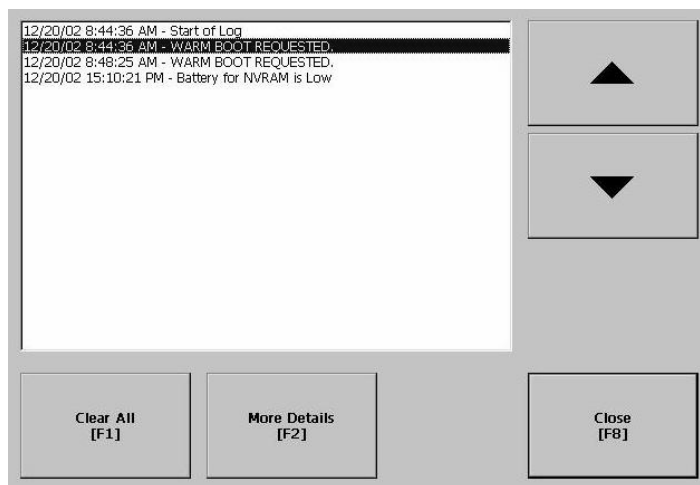 12/20/02 8:44:36 AM - Start of Log
12/20/02 8:44:36 AM - WARM BOOT REQUESTED.
12/20/02 8:48:25 AM - WARM BOOT REQUESTED.
12/20/02 15:10:21 PM - Battery for NVRAM is Low
Clear All
[F1]
More Details
[F2]
Close
[F8]